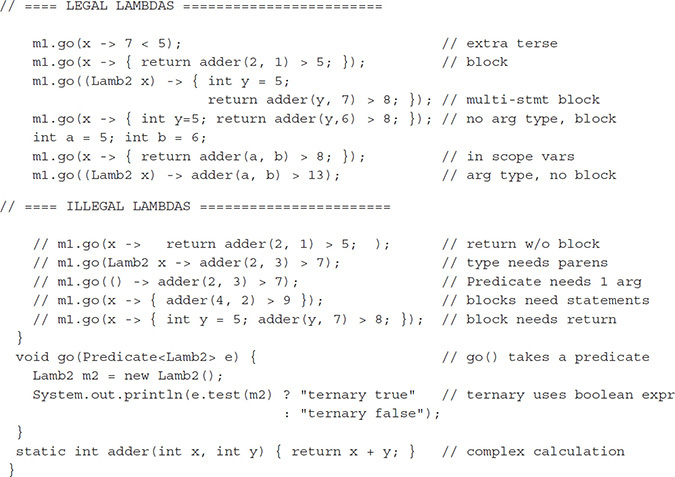 // ==== LEGAL LAMBDAS ========================
m1.go(x -> 7 < 5); // extra terse
m1.go(x -> { return adder(2, 1) > 5; }); // block
m1.go((Lamb2 x) -> { int y = 5;
return adder(y, 7) > 8; }); // multi-stmt block
m1.go(x -> { int y=5; return adder(y,6) > 8; }); // no arg type, block
int a = 5; int b = 6;
m1.go(x -> { return adder(a, b) > 8; }); // in scope vars
m1.go((Lamb2 x) -> adder(a, b) > 13); // arg type, no block
// ==== ILLEGAL LAMBDAS =======================
// m1.go(x -> return adder(2, 1) > 5; ); // return w/o block
// m1.go(Lamb2 x -> adder(2, 3) > 7); // type needs parens
// m1.go(() -> adder(2, 3) > 7); // Predicate needs 1 arg
// m1.go(x -> { adder(4, 2) > 9 }); // blocks need statements
// m1.go(x -> { int y = 5; adder(y, 7) > 8; }); // block needs return
}
void go(Predicate<Lamb2> e) { // go() takes a predicate
Lamb2 m2 = new Lamb2();
System.out.println(e.test(m2) ? "ternary true" // ternary uses boolean expr
: "ternary false");
}
static int adder(int x, int y) { return x + y; } // complex calculation
}